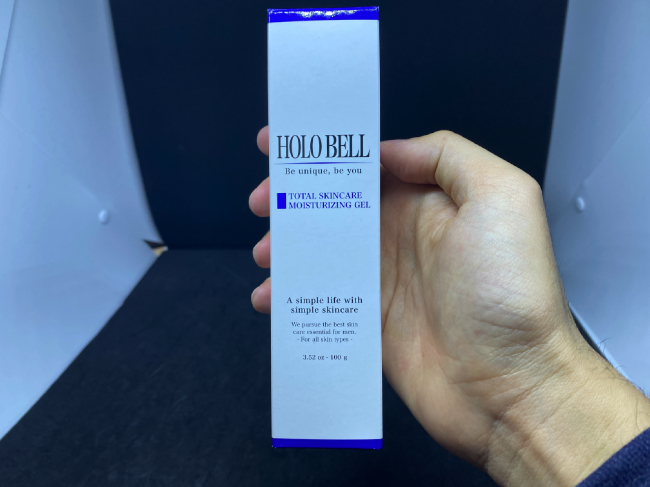 HOLO BELL
Be unique, be you
TOTAL SKINCARE
MOISTURIZING GEL
A simple life with
simple skincare
We pursue the best skin
care essential for men.
- For all skin types -
3.52 oz - 100 g